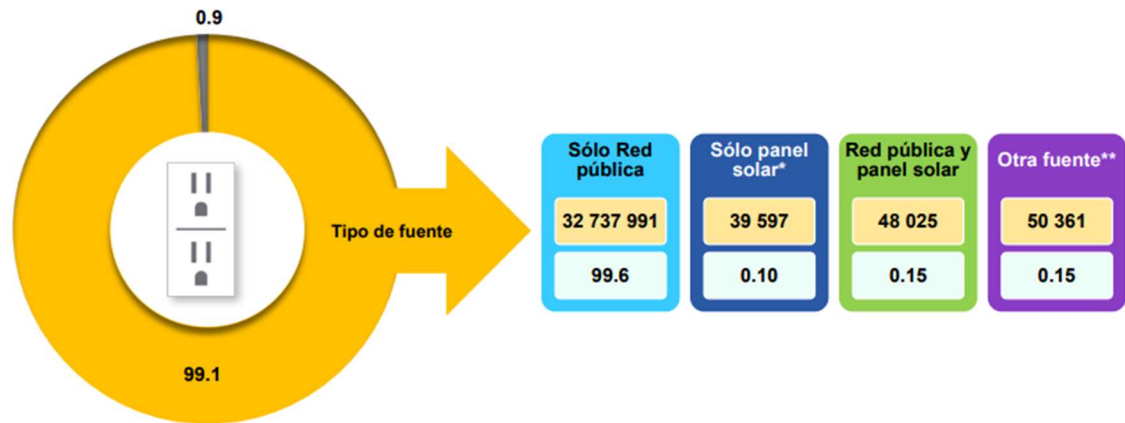 0.9
99.1
Tipo de fuente
Sólo Red
pública
32 737 991
99.6
Sólo panel
solar*
39 597
0.10
Red pública y
panel solar
48 025
0.15
Otra fuente**
50 361
0.15